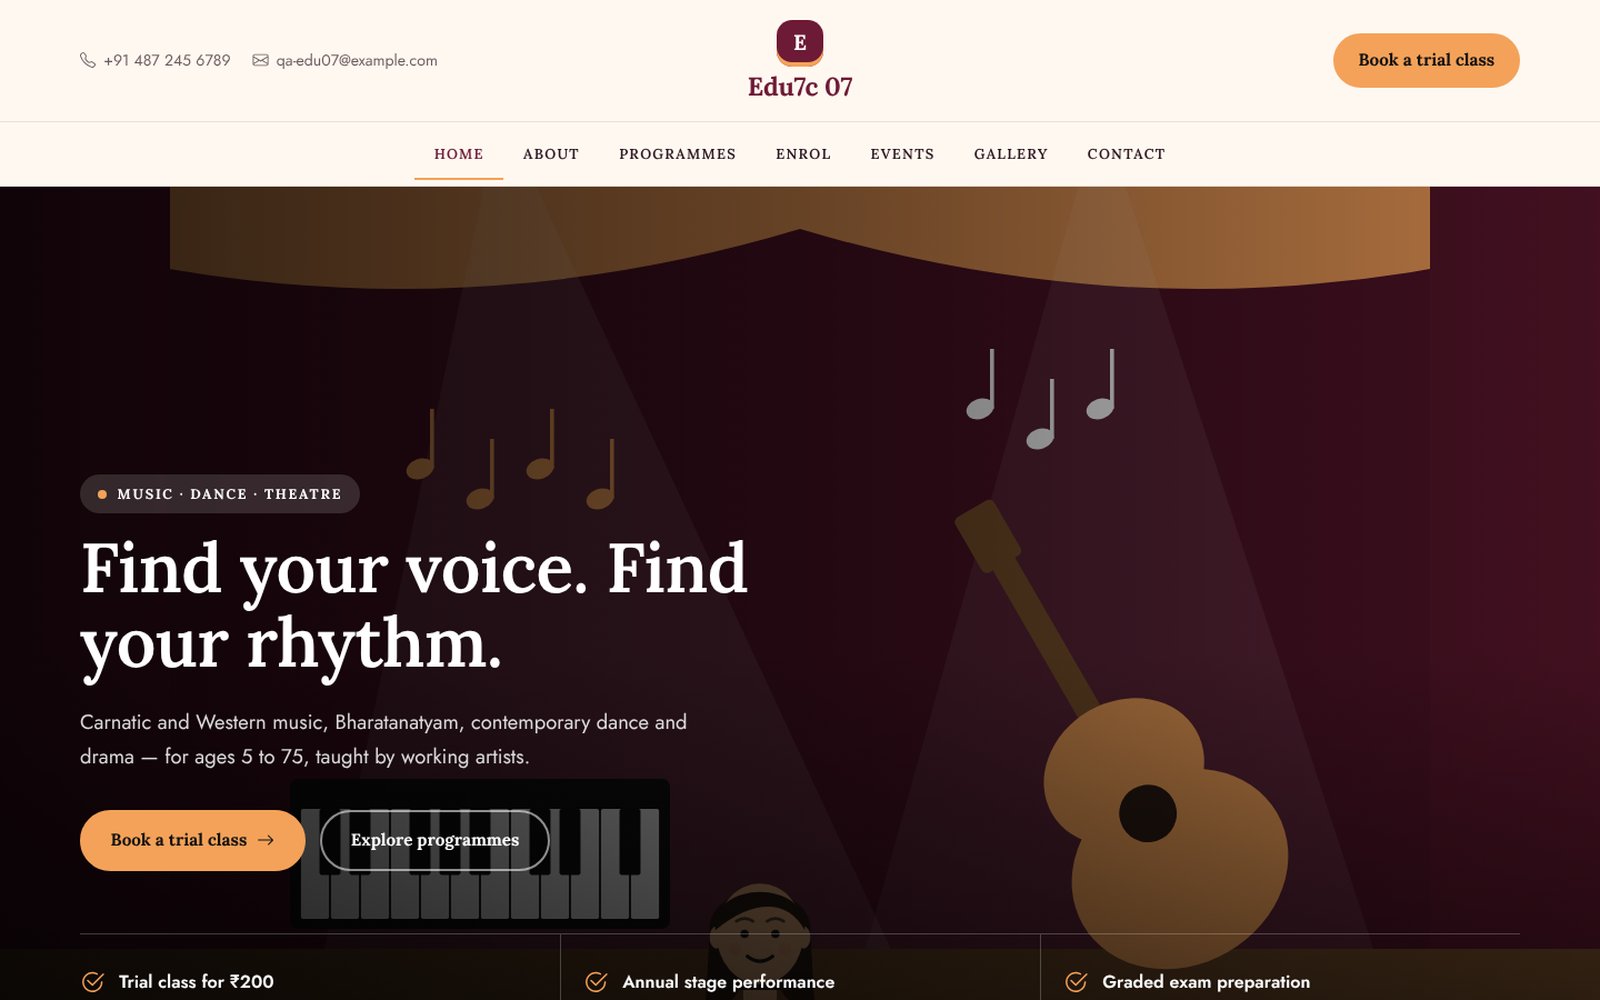 +91 487 245 6789
qa-edu07@example.com
E
Edu7c 07
Book a trial class
HOME
ABOUT
PROGRAMMES
ENROL
EVENTS
GALLERY
CONTACT
MUSIC · DANCE · THEATRE
Find your voice. Find
your rhythm.
Carnatic and Western music, Bharatanatyam, contemporary dance and
drama — for ages 5 to 75, taught by working artists.
Book a trial class →
Explore programmes
Trial class for ₹200
Annual stage performance
Graded exam preparation